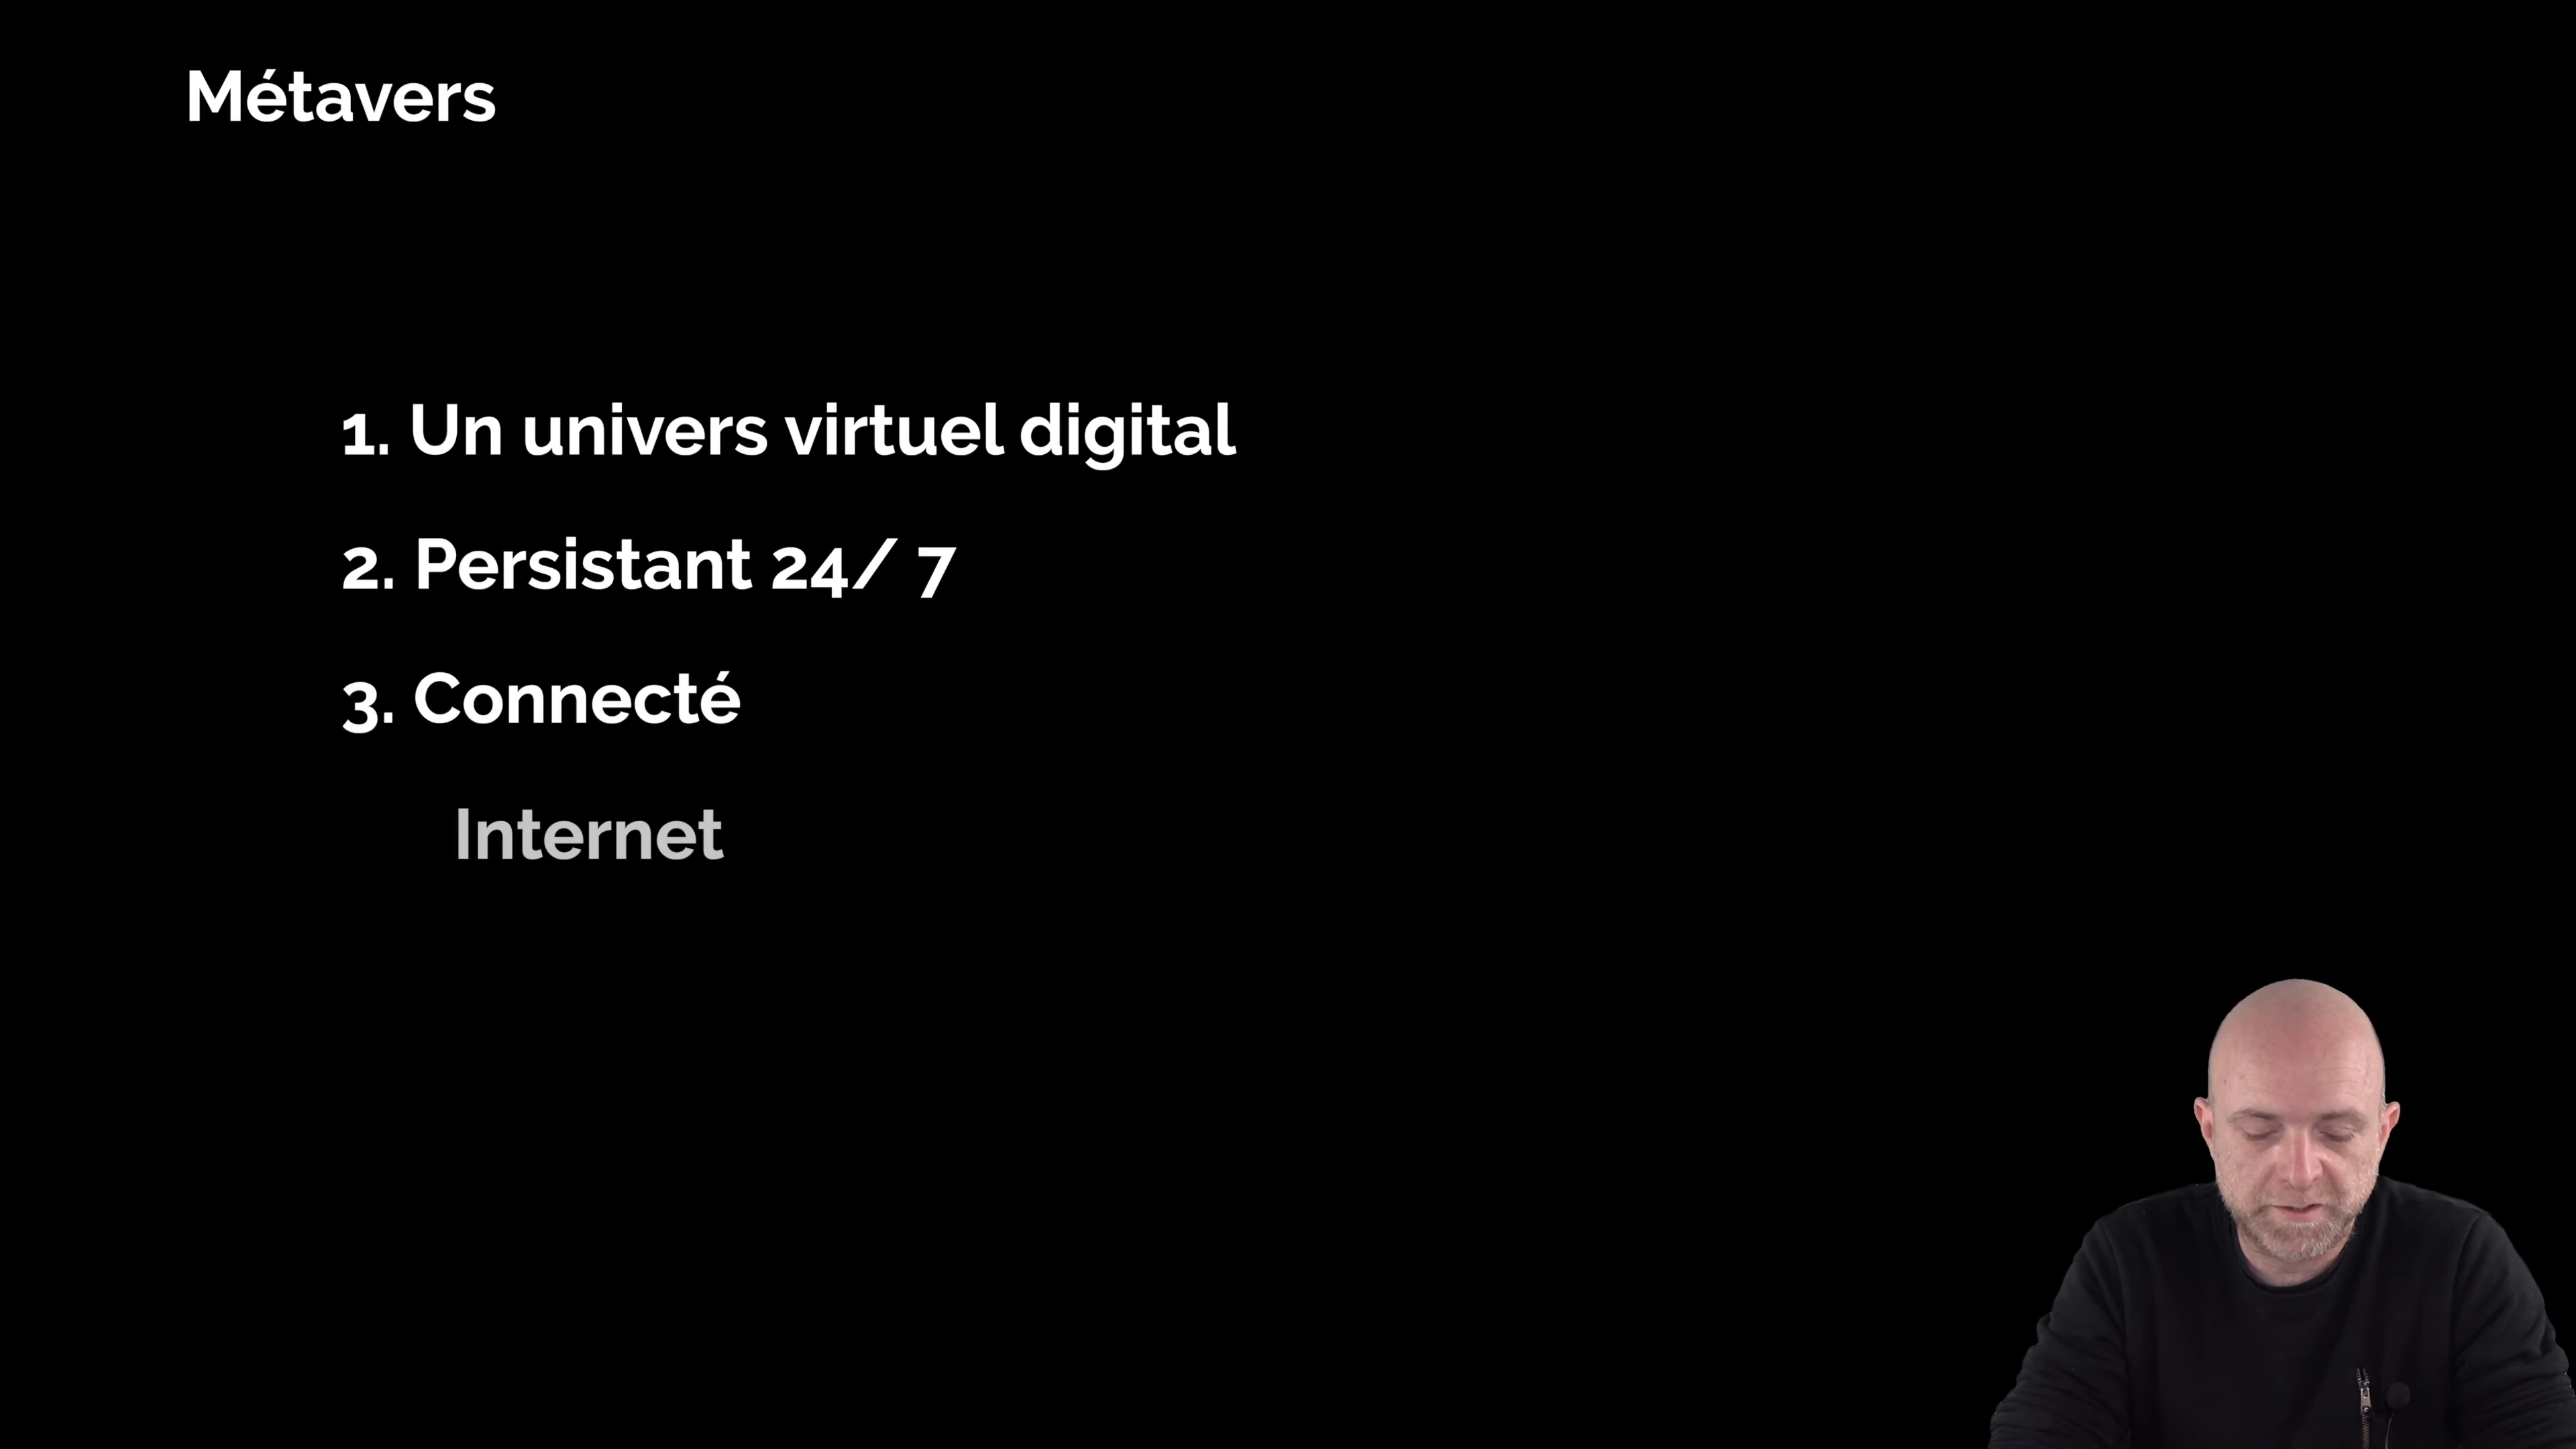 Métavers
1. Un univers virtuel digital
2. Persistant 24/ 7
3. Connecté
Internet